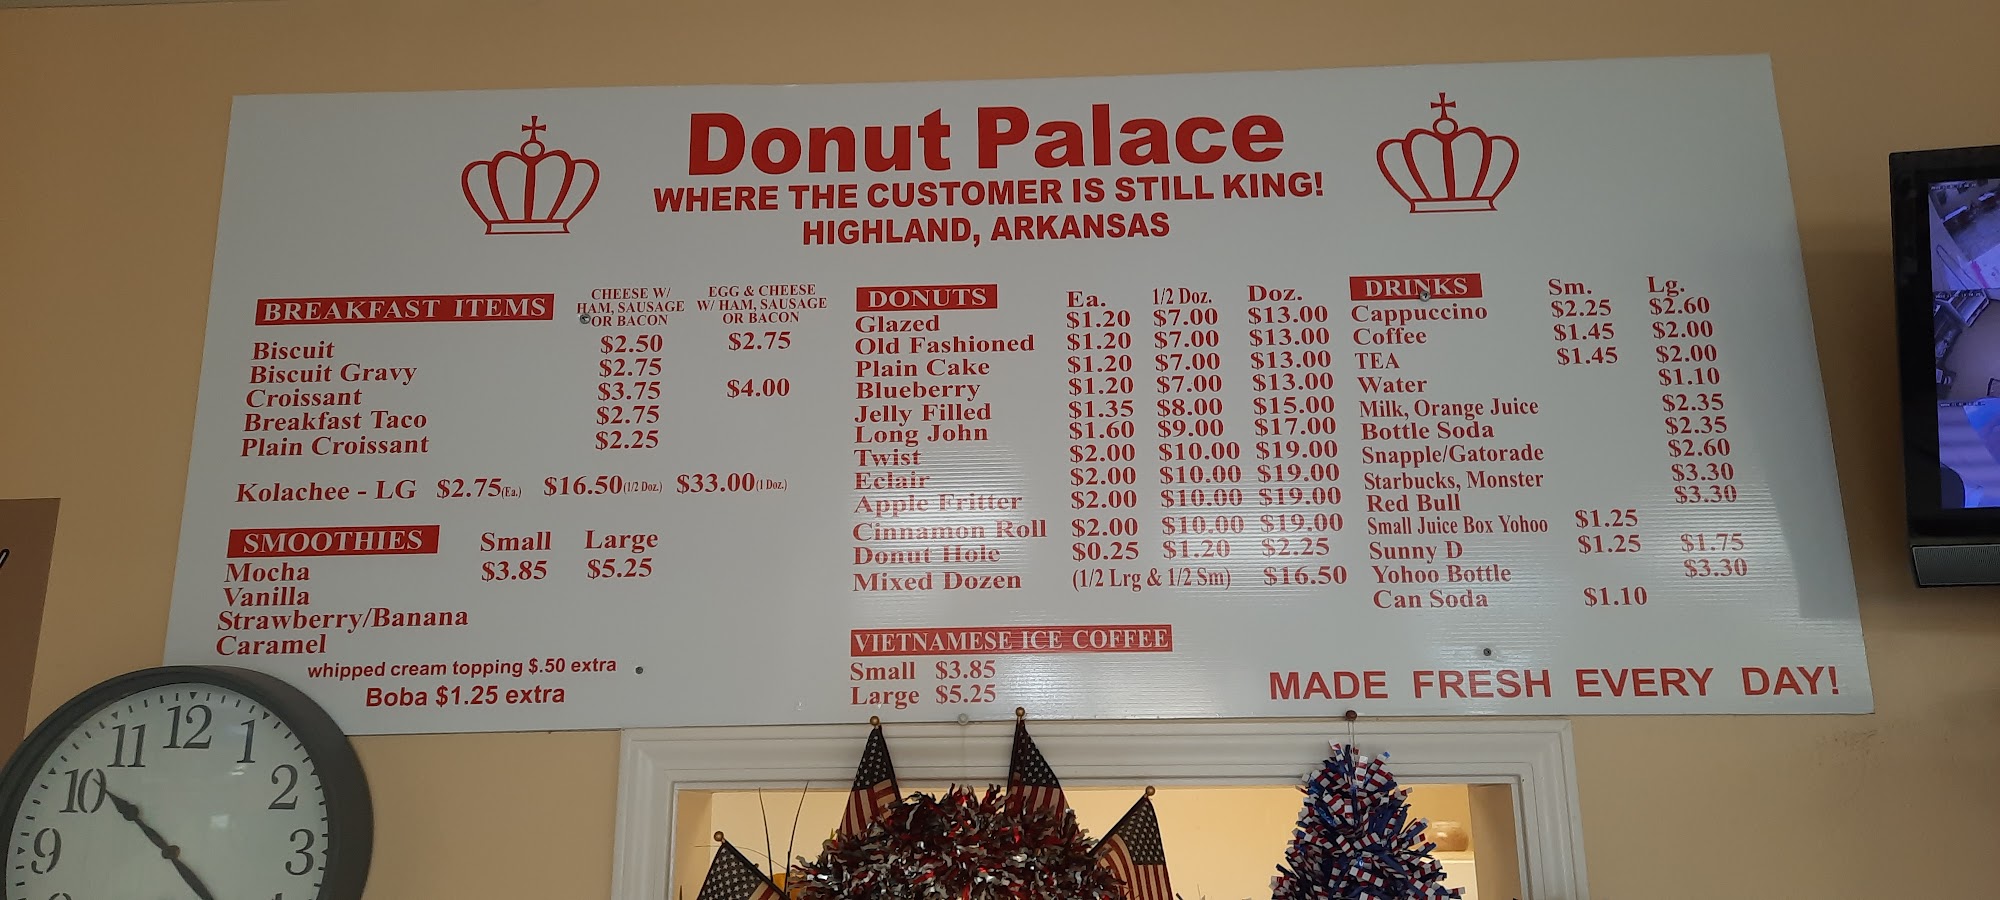 Donut Palace
WHERE THE CUSTOMER IS STILL KING!
HIGHLAND, ARKANSAS
BREAKFAST ITEMS
CHEESE W/
HAM, SAUSAGE
OR BACON
EGG & CHEESE
W/ HAM, SAUSAGE
OR BACON
Biscuit $2.50 $2.75
Biscuit Gravy $2.75
Croissant $3.75 $4.00
Breakfast Taco $2.75
Plain Croissant $2.25
Kolachee - LG $2.75(Ea.) $16.50(1/2 Doz.) $33.00(1 Doz.)
SMOOTHIES Small Large
Mocha $3.85 $5.25
Vanilla
Strawberry/Banana
Caramel
whipped cream topping $.50 extra
Boba $1.25 extra
DONUTS Ea. 1/2 Doz. Doz.
Glazed $1.20 $7.00 $13.00
Old Fashioned $1.20 $7.00 $13.00
Plain Cake $1.20 $7.00 $13.00
Blueberry $1.20 $7.00 $13.00
Jelly Filled $1.35 $8.00 $15.00
Long John $1.60 $9.00 $17.00
Twist $2.00 $10.00 $19.00
Eclair $2.00 $10.00 $19.00
Apple Fritter $2.00 $10.00 $19.00
Cinnamon Roll $2.00 $10.00 $19.00
Donut Hole $0.25 $1.20 $2.25
Mixed Dozen (1/2 Lrg & 1/2 Sm) $16.50
VIETNAMESE ICE COFFEE
Small $3.85
Large $5.25
DRINKS Sm. Lg.
Cappuccino $2.25 $2.60
Coffee $1.45 $2.00
TEA $1.45 $2.00
Water $1.10
Milk, Orange Juice $2.35
Bottle Soda $2.35
Snapple/Gatorade $2.60
Starbucks, Monster $3.30
Red Bull $3.30
Small Juice Box Yohoo $1.25
Sunny D $1.25 $1.75
Yohoo Bottle $3.30
Can Soda $1.10
MADE FRESH EVERY DAY!
9 10 11 12 1 2 3